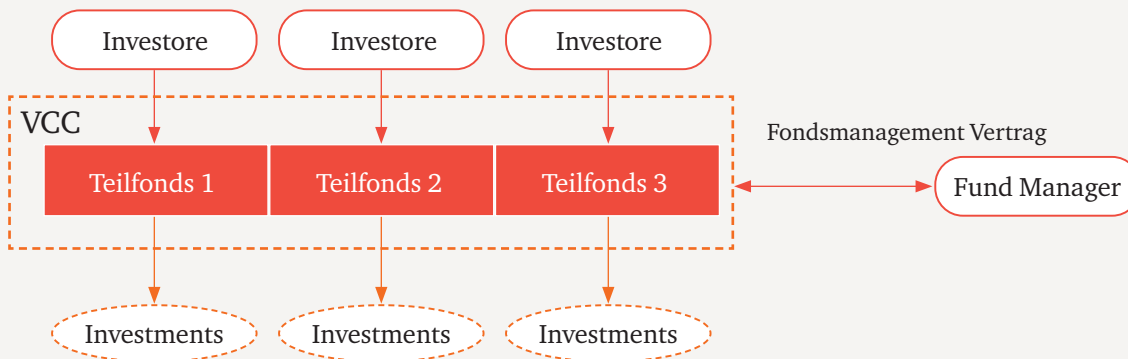 Investore
Investore
Investore
VCC
Fondsmanagement Vertrag
Teilfonds 1
Teilfonds 2
Teilfonds 3
Fund Manager
Investments
Investments
Investments